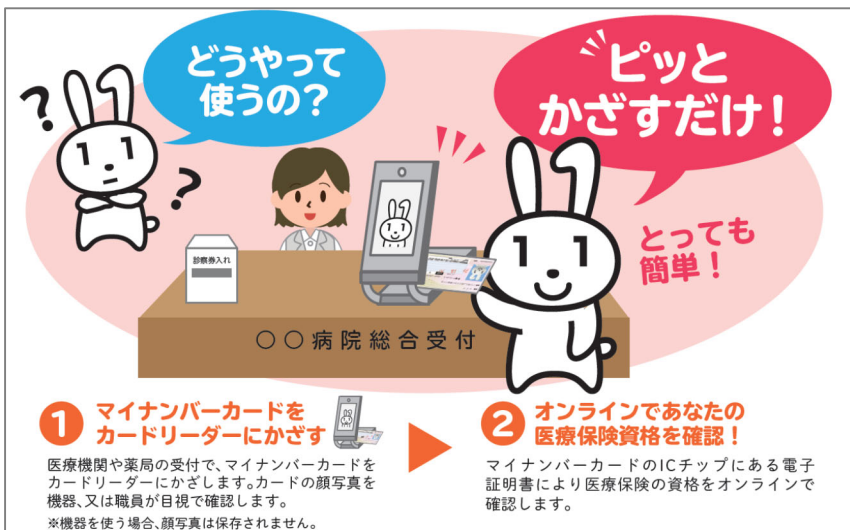 どうやって
使うの?
ピッと
かざすだけ!
とっても
簡単!
診察券入れ
〇〇病院総合受付
1 マイナンバーカードを
カードリーダーにかざす
医療機関や薬局の受付で、マイナンバーカードを
カードリーダーにかざします。カードの顔写真を
機器、又は職員が目視で確認します。
※機器を使う場合、顔写真は保存されません。
2 オンラインであなたの
医療保険資格を確認!
マイナンバーカードのICチップにある電子
証明書により医療保険の資格をオンラインで
確認します。